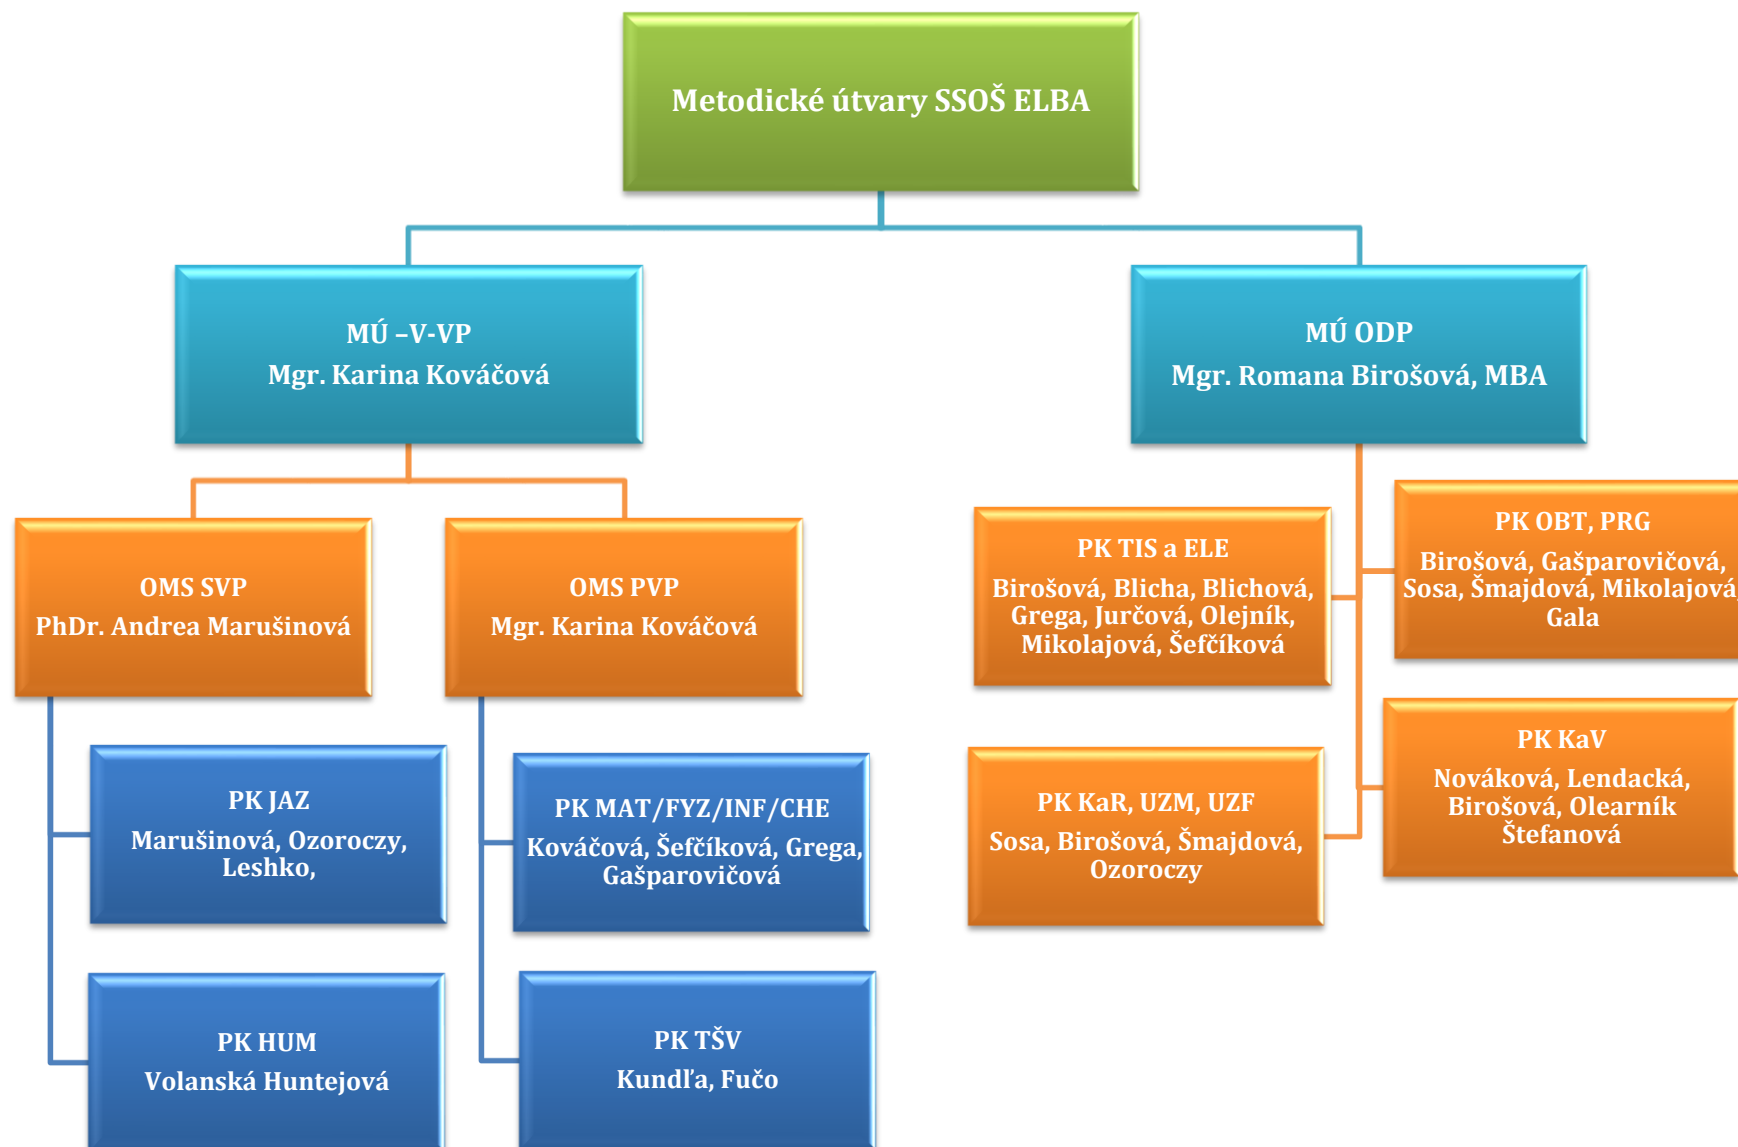 Metodické útvary SSOŠ ELBA
MÚ –V-VP
Mgr. Karina Kováčová
MÚ ODP
Mgr. Romana Birošová, MBA
OMS SVP
PhDr. Andrea Marušinová
OMS PVP
Mgr. Karina Kováčová
PK TIS a ELE
Birošová, Blicha, Blichová,
Grega, Jurčová, Olejník,
Mikolajová, Šefčíková
PK OBT, PRG
Birošová, Gašparovičová,
Sosa, Šmajdová, Mikolajová,
Gala
PK JAZ
Marušinová, Ozoroczy,
Leshko,
PK MAT/FYZ/INF/CHE
Kováčová, Šefčíková, Grega,
Gašparovičová
PK KaR, UZM, UZF
Sosa, Birošová, Šmajdová,
Ozoroczy
PK KaV
Nováková, Lendacká,
Birošová, Olearník
Štefanová
PK HUM
Volanská Huntejová
PK TŠV
Kundľa, Fučo